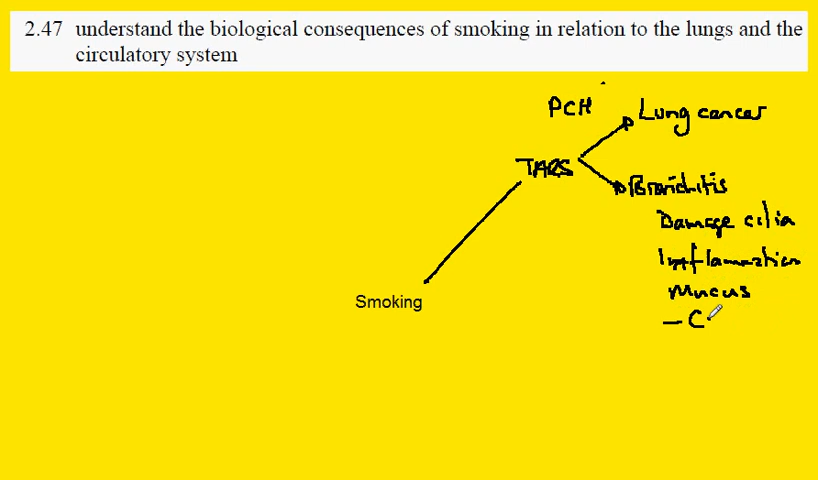 2.47 understand the biological consequences of smoking in relation to the lungs and the
circulatory system
PCH
Lung cancer
TARS
Bronchitis
Damage cilia
Inflammation
Mucus
- C
Smoking